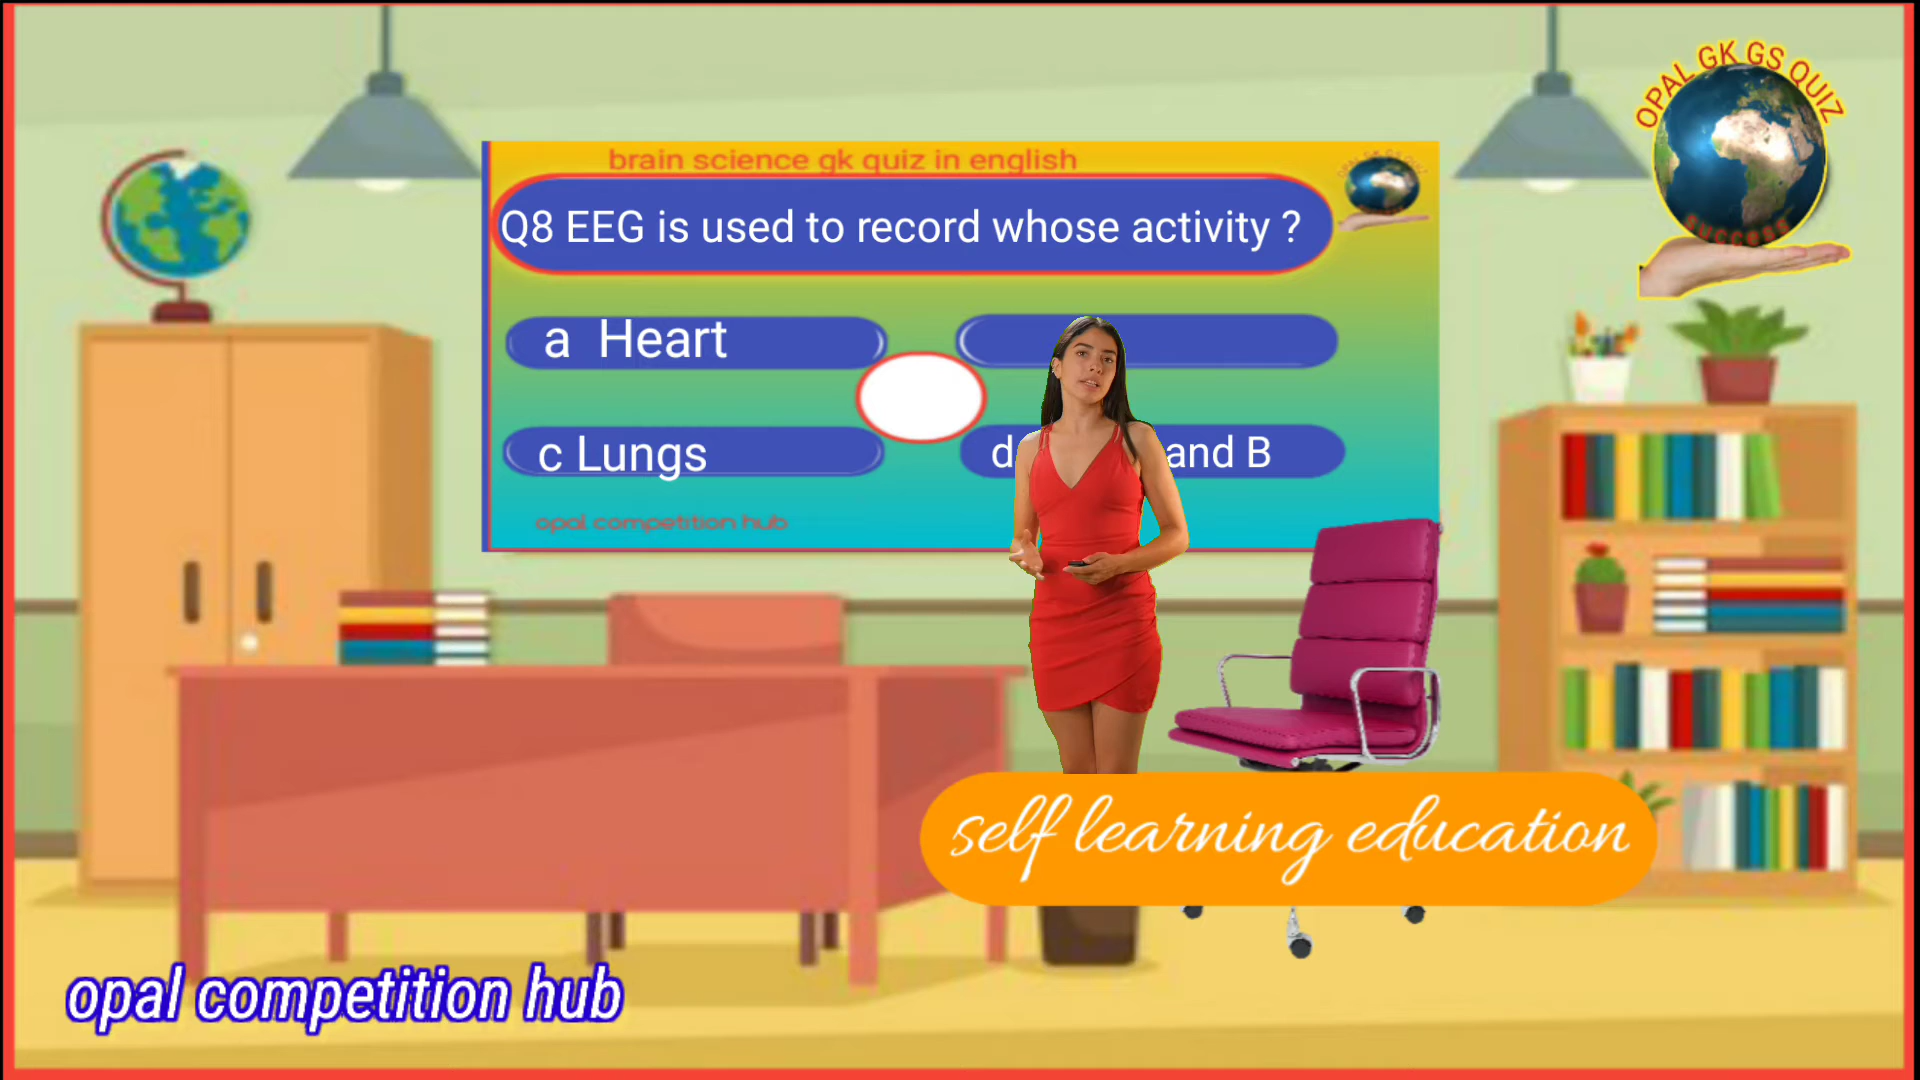 OPAL GK GS QUIZ
success
brain science gk quiz in english
Q8 EEG is used to record whose activity ?
a Heart
c Lungs
d and B
opal competition hub
self learning education
opal competition hub